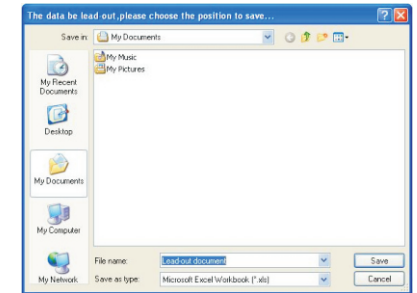 The data be lead-out,please choose the position to save...
Save in:
My Documents
My Music
My Pictures
My Recent
Documents
Desktop
My Documents
My Computer
My Network
File name:
Lead-out document
Save
Save as type:
Microsoft Excel Workbook (*.xls)
Cancel